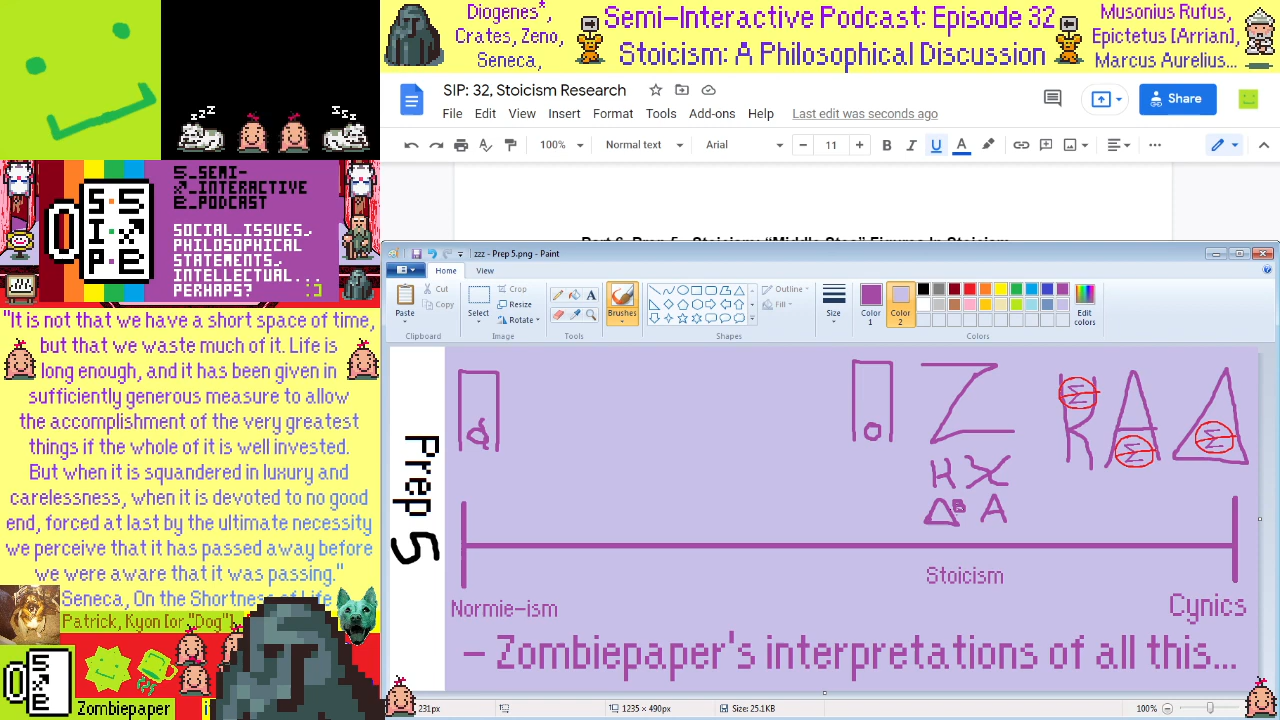 Diogenes*,
Crates, Zeno,
Seneca,
Semi-Interactive Podcast: Episode 32
Stoicism: A Philosophical Discussion
Musonius Rufus,
Epictetus [Arrian],
Marcus Aurelius...
SIP: 32, Stoicism Research
File Edit View Insert Format Tools Add-ons Help Last edit was seconds ago
Share
100% Normal text Arial 11 B I U A
zzz - Prep 5.png - Paint
Home View
Paste Cut Copy
Clipboard
Select Crop Resize Rotate
Image
A
Tools
Brushes
Outline Fill
Shapes
Size
Color 1 Color 2
Edit colors
Colors
S_SEMI-
_INTERACTIVE
_PODCAST
SOCIAL_ISSUES,
PHILOSOPHICAL
STATEMENTS,
INTELLECTUAL...
PERHAPS? :)
"It is not that we have a short space of time,
but that we waste much of it. Life is
long enough, and it has been given in
sufficiently generous measure to allow
the accomplishment of the very greatest
things if the whole of it is well invested.
But when it is squandered in luxury and
carelessness, when it is devoted to no good
end, forced at last by the ultimate necessity
we perceive that it has passed away before
we were aware that it was passing."
Seneca, On the Shortness of Life
Patrick, Kyon [or "Dog"]
Zombiepaper
Prep 5
Z
Κ Α Δ
Σ Σ Σ
Stoicism
Normie-ism
Cynics
- Zombiepaper's interpretations of all this...
231px
1235 × 490px
Size: 25.1KB
100%